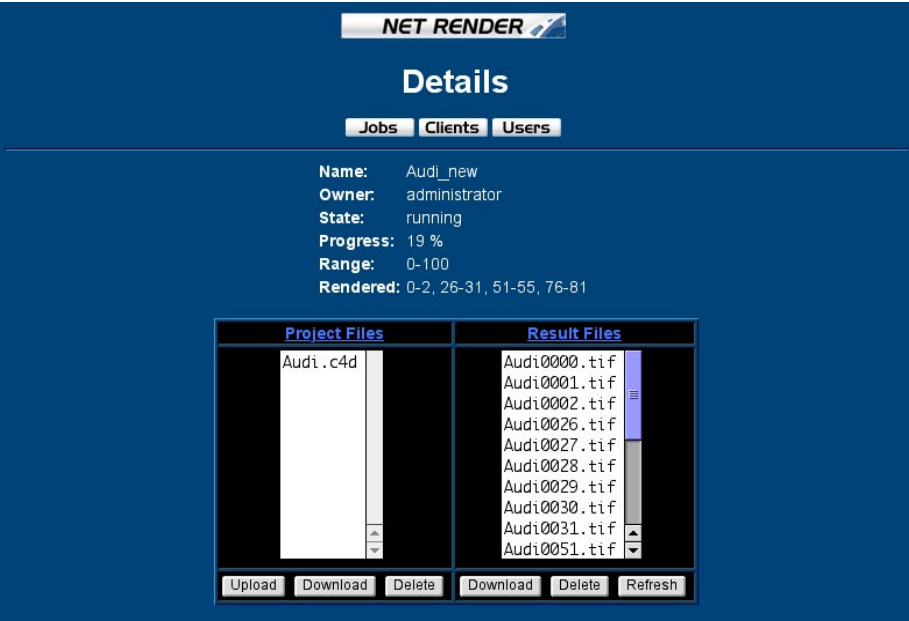 NET RENDER
Details
Jobs Clients Users
Name: Audi_new
Owner: administrator
State: running
Progress: 19 %
Range: 0-100
Rendered: 0-2, 26-31, 51-55, 76-81
Project Files Result Files
Audi.c4d Audi0000.tif
Audi0001.tif
Audi0002.tif
Audi0026.tif
Audi0027.tif
Audi0028.tif
Audi0029.tif
Audi0030.tif
Audi0031.tif
Audi0051.tif
Upload Download Delete Download Delete Refresh